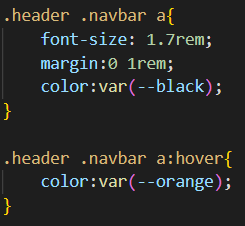 .header .navbar a{
    font-size: 1.7rem;
    margin:0 1rem;
    color:var(--black);
}

.header .navbar a:hover{
    color:var(--orange);
}